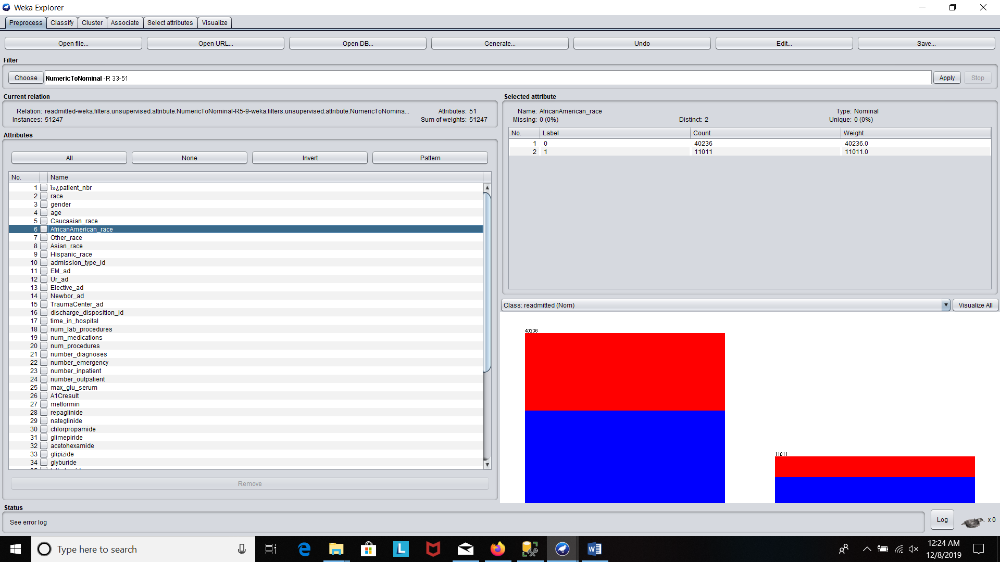 Weka Explorer
Preprocess Classify Cluster Associate Select attributes Visualize
Open file... Open URL... Open DB... Generate... Undo Edit... Save...
Filter
Choose NumericToNominal -R 33-51 Apply Stop
Current relation
Relation: readmitted-weka.filters.unsupervised.attribute.NumericToNominal-R5-9-weka.filters.unsupervised.attribute.NumericToNomina... Attributes: 51
Instances: 51247 Sum of weights: 51247
Attributes
All None Invert Pattern
No. Name
1 ï»¿patient_nbr
2 race
3 gender
4 age
5 Caucasian_race
6 AfricanAmerican_race
7 Other_race
8 Asian_race
9 Hispanic_race
10 admission_type_id
11 EM_ad
12 Ur_ad
13 Elective_ad
14 Newbor_ad
15 TraumaCenter_ad
16 discharge_disposition_id
17 time_in_hospital
18 num_lab_procedures
19 num_medications
20 num_procedures
21 number_diagnoses
22 number_emergency
23 number_inpatient
24 number_outpatient
25 max_glu_serum
26 A1Cresult
27 metformin
28 repaglinide
29 nateglinide
30 chlorpropamide
31 glimepiride
32 acetohexamide
33 glipizide
34 glyburide
Remove
Selected attribute
Name: AfricanAmerican_race Type: Nominal
Missing: 0 (0%) Distinct: 2 Unique: 0 (0%)
No. Label Count Weight
1 0 40236 40236.0
2 1 11011 11011.0
Class: readmitted (Nom) Visualize All
40236
11011
Status
See error log
Log x 0
Type here to search
12:24 AM
12/8/2019